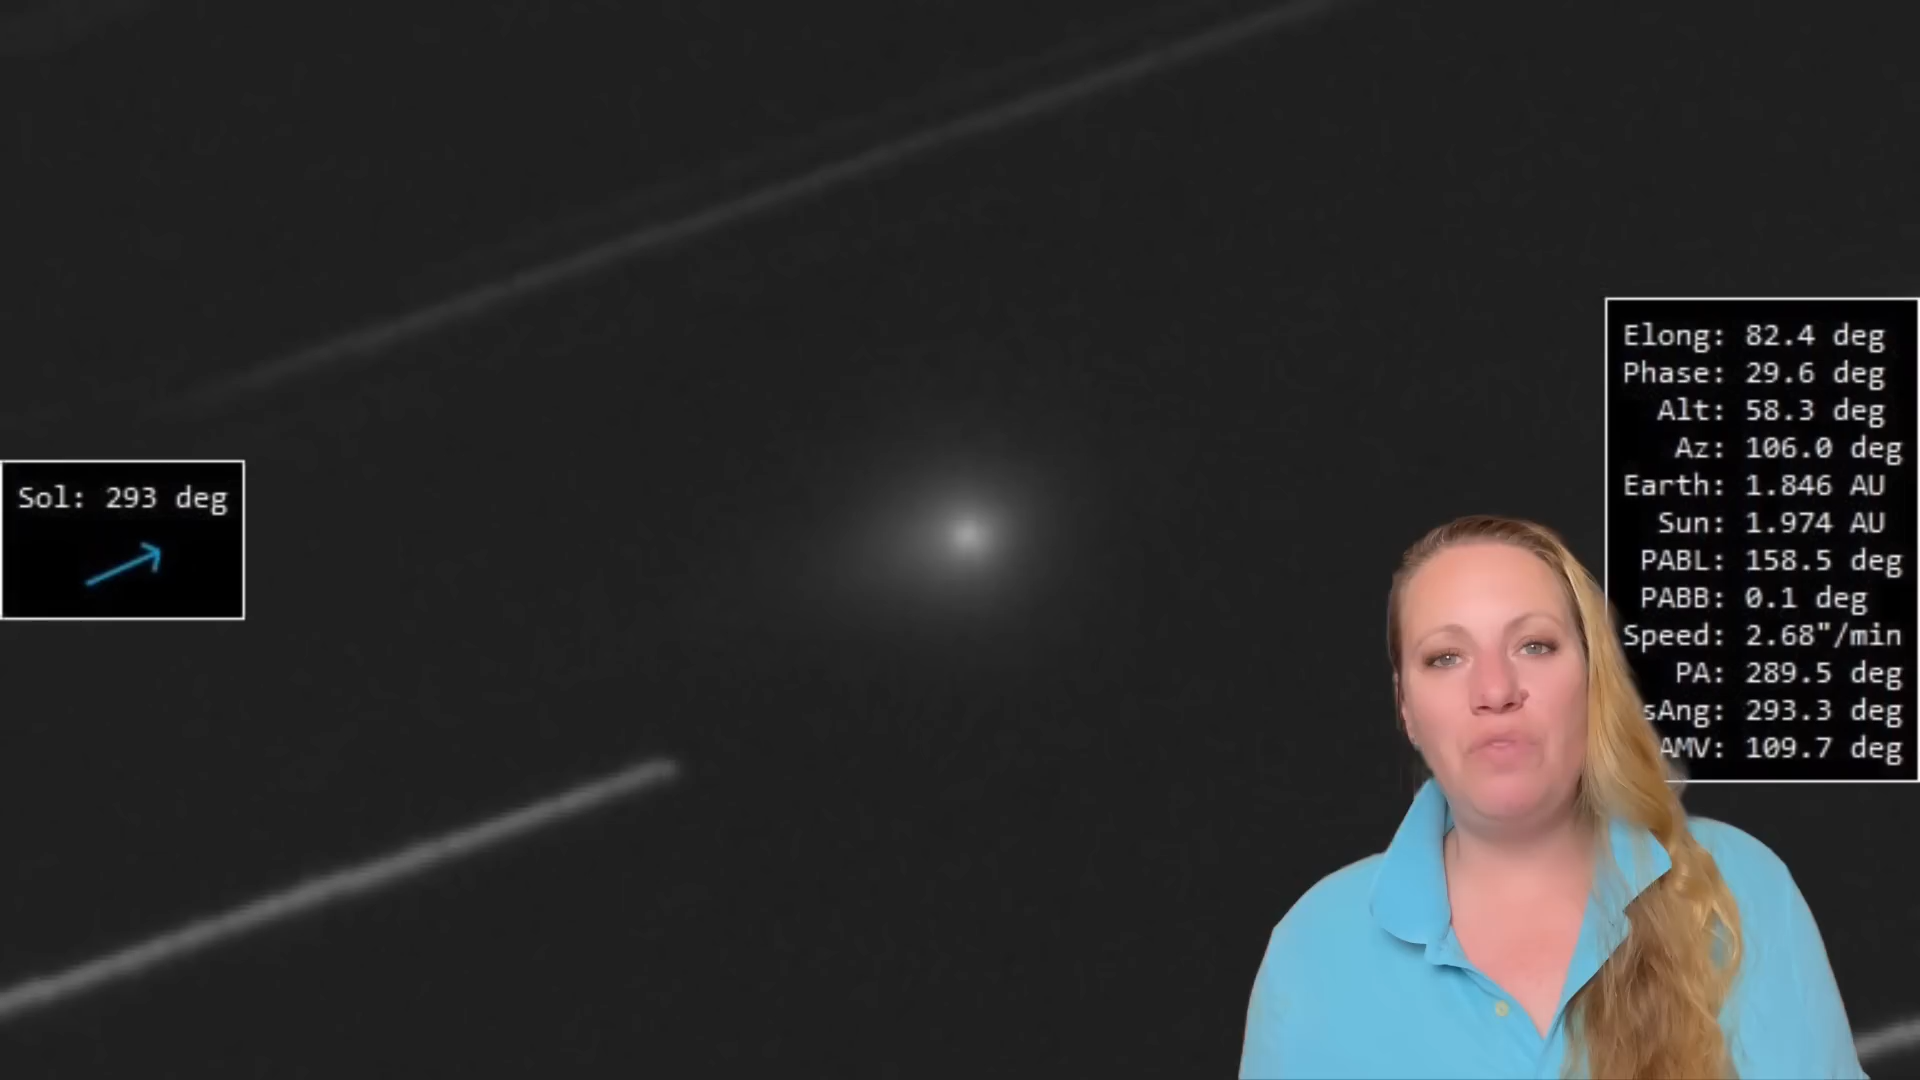 Sol: 293 deg
Elong: 82.4 deg
Phase: 29.6 deg
Alt: 58.3 deg
Az: 106.0 deg
Earth: 1.846 AU
Sun: 1.974 AU
PABL: 158.5 deg
PABB: 0.1 deg
Speed: 2.68"/min
PA: 289.5 deg
sAng: 293.3 deg
AMV: 109.7 deg